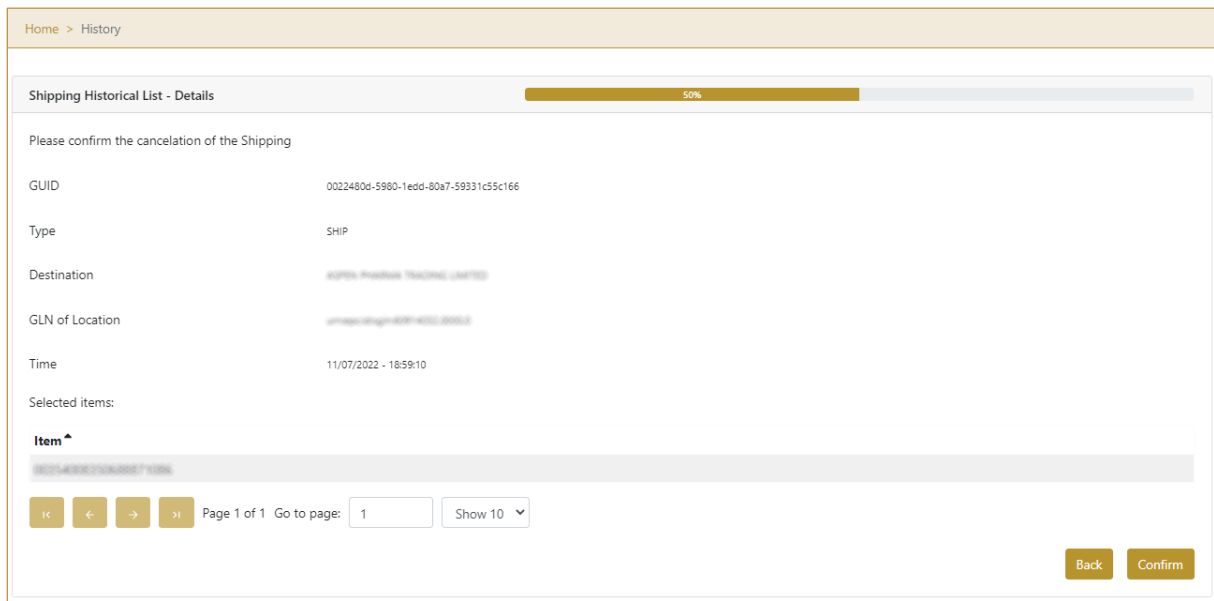 Home > History
Shipping Historical List - Details 50%
Please confirm the cancelation of the Shipping
GUID 0022480d-5980-1edd-80a7-59331c55c166
Type SHIP
Destination
GLN of Location
Time 11/07/2022 - 18:59:10
Selected items:
Item
Page 1 of 1 Go to page: 1 Show 10
Back Confirm